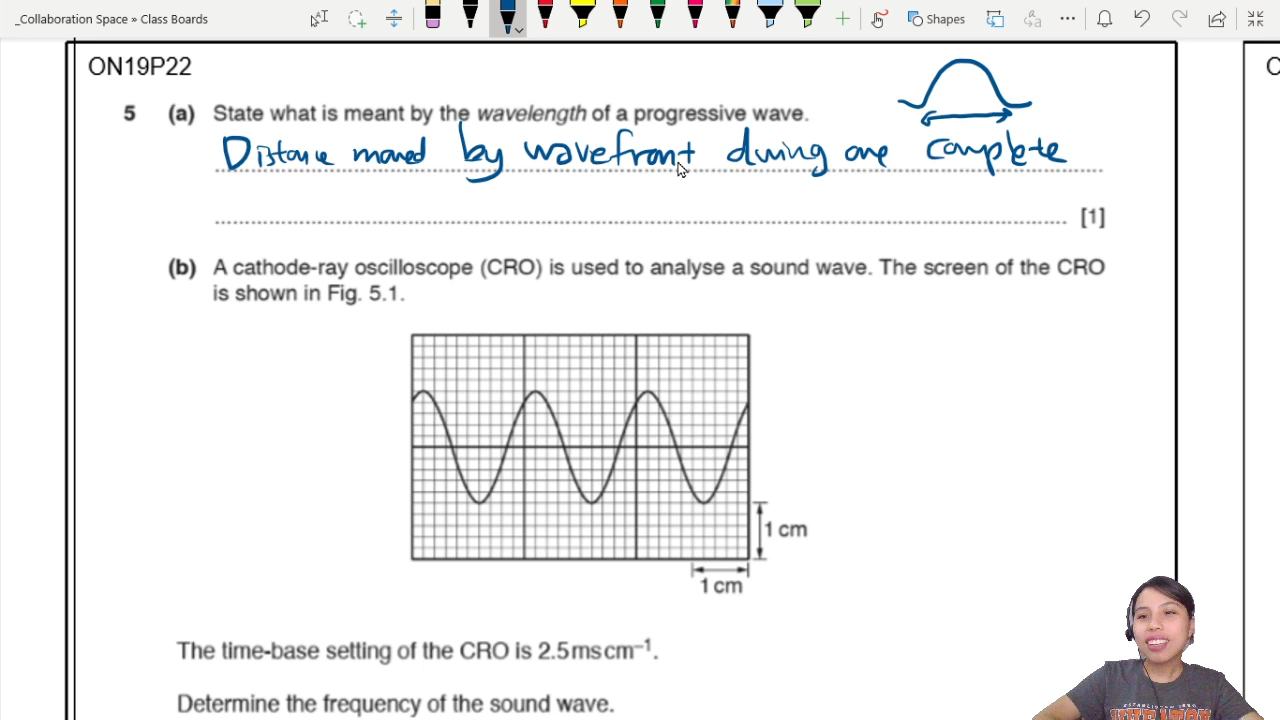 _Collaboration Space » Class Boards
Shapes
ON19P22
5 (a) State what is meant by the wavelength of a progressive wave.
Distance moved by wavefront during one complete
[1]
(b) A cathode-ray oscilloscope (CRO) is used to analyse a sound wave. The screen of the CRO
is shown in Fig. 5.1.
1 cm
1 cm
The time-base setting of the CRO is 2.5 ms cm⁻¹.
Determine the frequency of the sound wave.